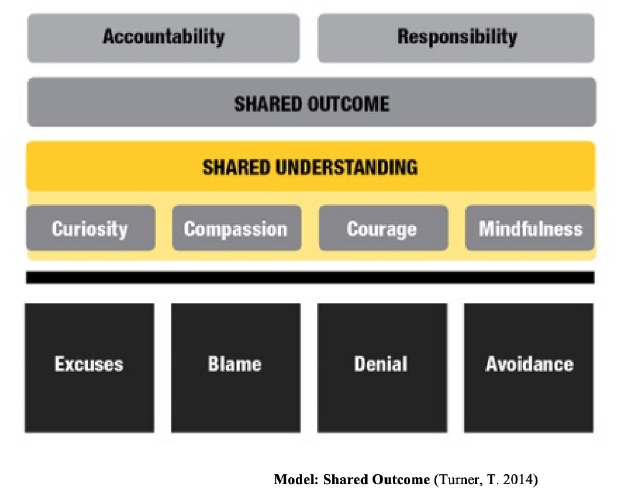 Accountability Responsibility
SHARED OUTCOME
SHARED UNDERSTANDING
Curiosity Compassion Courage Mindfulness
Excuses Blame Denial Avoidance
Model: Shared Outcome (Turner, T. 2014)